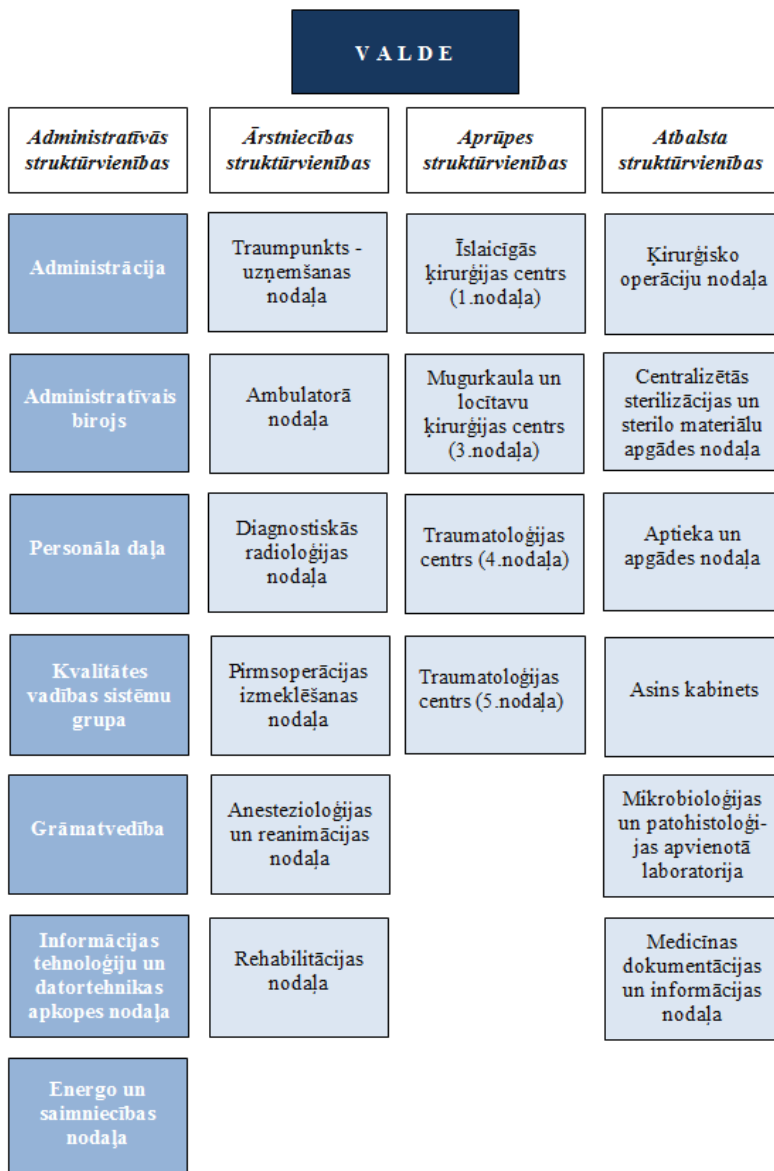 VALDE
Administratīvās
struktūrvienības
Ārstniecības
struktūrvienības
Aprūpes
struktūrvienības
Atbalsta
struktūrvienības
Administrācija
Traumpunkts -
uzņemšanas
nodaļa
Īslaicīgās
ķirurģijas centrs
(1.nodaļa)
Ķirurģisko
operāciju nodaļa
Administratīvais
birojs
Ambulatorā
nodaļa
Mugurkaula un
locītavu
ķirurģijas centrs
(3.nodaļa)
Centralizētās
sterilizācijas un
sterilo materiālu
apgādes nodaļa
Personāla daļa
Diagnostiskās
radioloģijas
nodaļa
Traumatoloģijas
centrs (4.nodaļa)
Aptieka un
apgādes nodaļa
Kvalitātes
vadības sistēmu
grupa
Pirmsoperācijas
izmeklēšanas
nodaļa
Traumatoloģijas
centrs (5.nodaļa)
Asins kabinets
Grāmatvedība
Anestezioloģijas
un reanimācijas
nodaļa
Mikrobioloģijas
un patohistoloģi-
jas apvienotā
laboratorija
Informācijas
tehnoloģiju un
datortehnikas
apkopes nodaļa
Rehabilitācijas
nodaļa
Medicīnas
dokumentācijas
un informācijas
nodaļa
Energo un
saimniecības
nodaļa